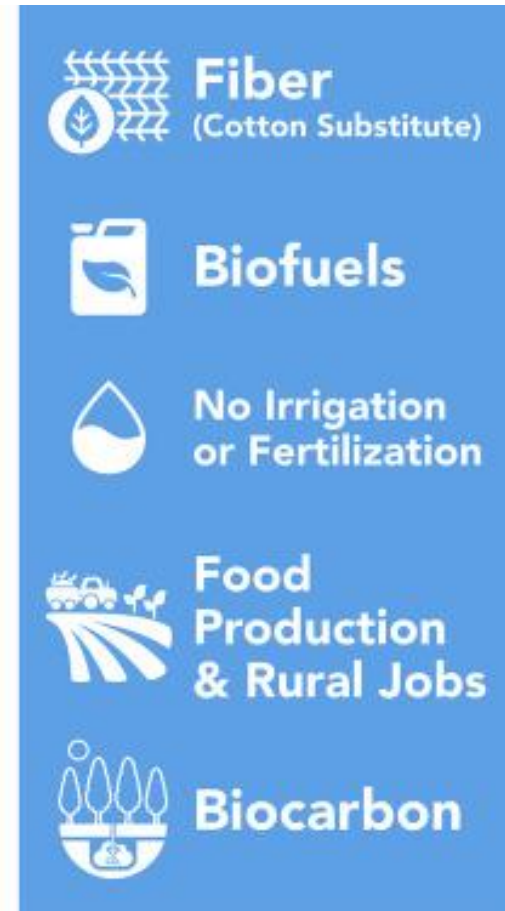 Fiber
(Cotton Substitute)
Biofuels
No Irrigation
or Fertilization
Food
Production
& Rural Jobs
Biocarbon